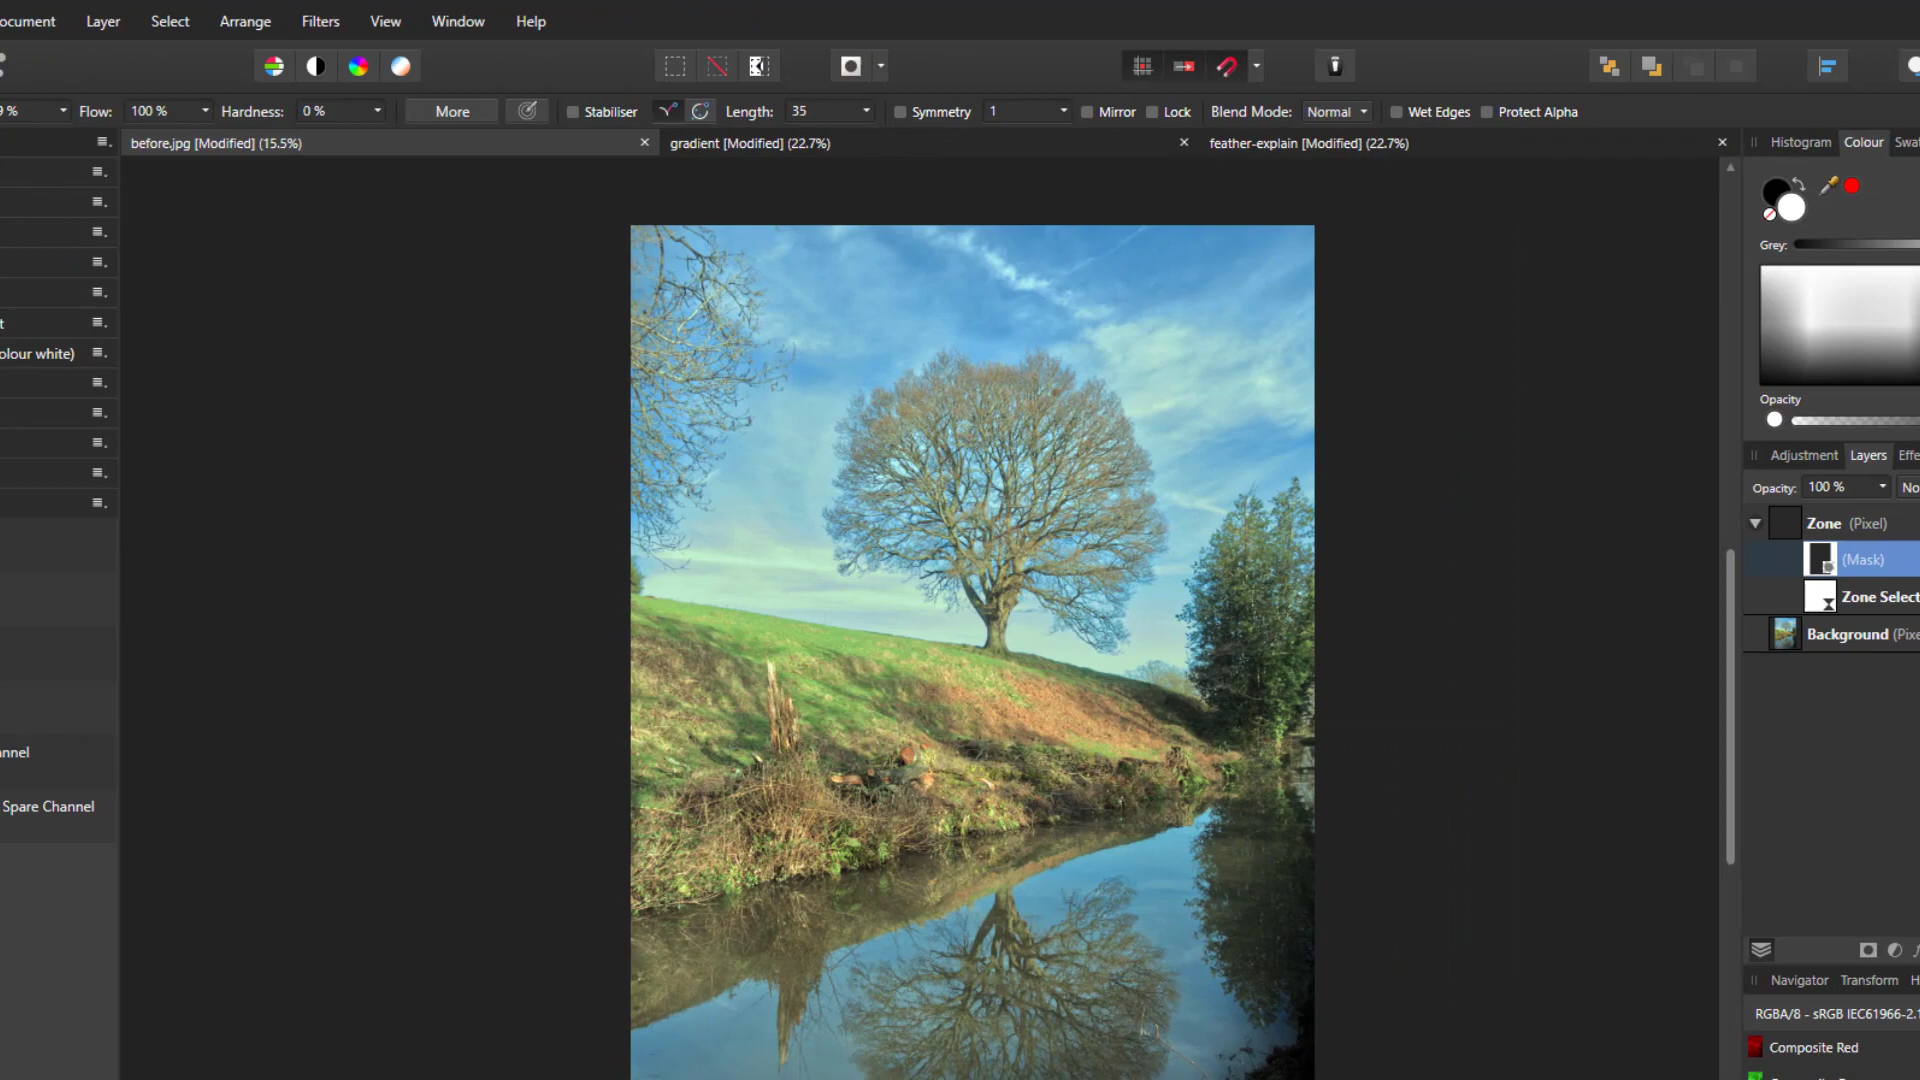 ocument Layer Select Arrange Filters View Window Help
9 % Flow: 100 % Hardness: 0 % More Stabiliser Length: 35 Symmetry 1 Mirror Lock Blend Mode: Normal Wet Edges Protect Alpha
before.jpg [Modified] (15.5%) gradient [Modified] (22.7%) feather-explain [Modified] (22.7%)
Histogram Colour Swat
Grey:
t
olour white)
Opacity
Adjustment Layers Effe
Opacity: 100 % No
Zone (Pixel)
(Mask)
Zone Select
Background (Pixe
annel
Spare Channel
Navigator Transform H
RGBA/8 - sRGB IEC61966-2.1
Composite Red